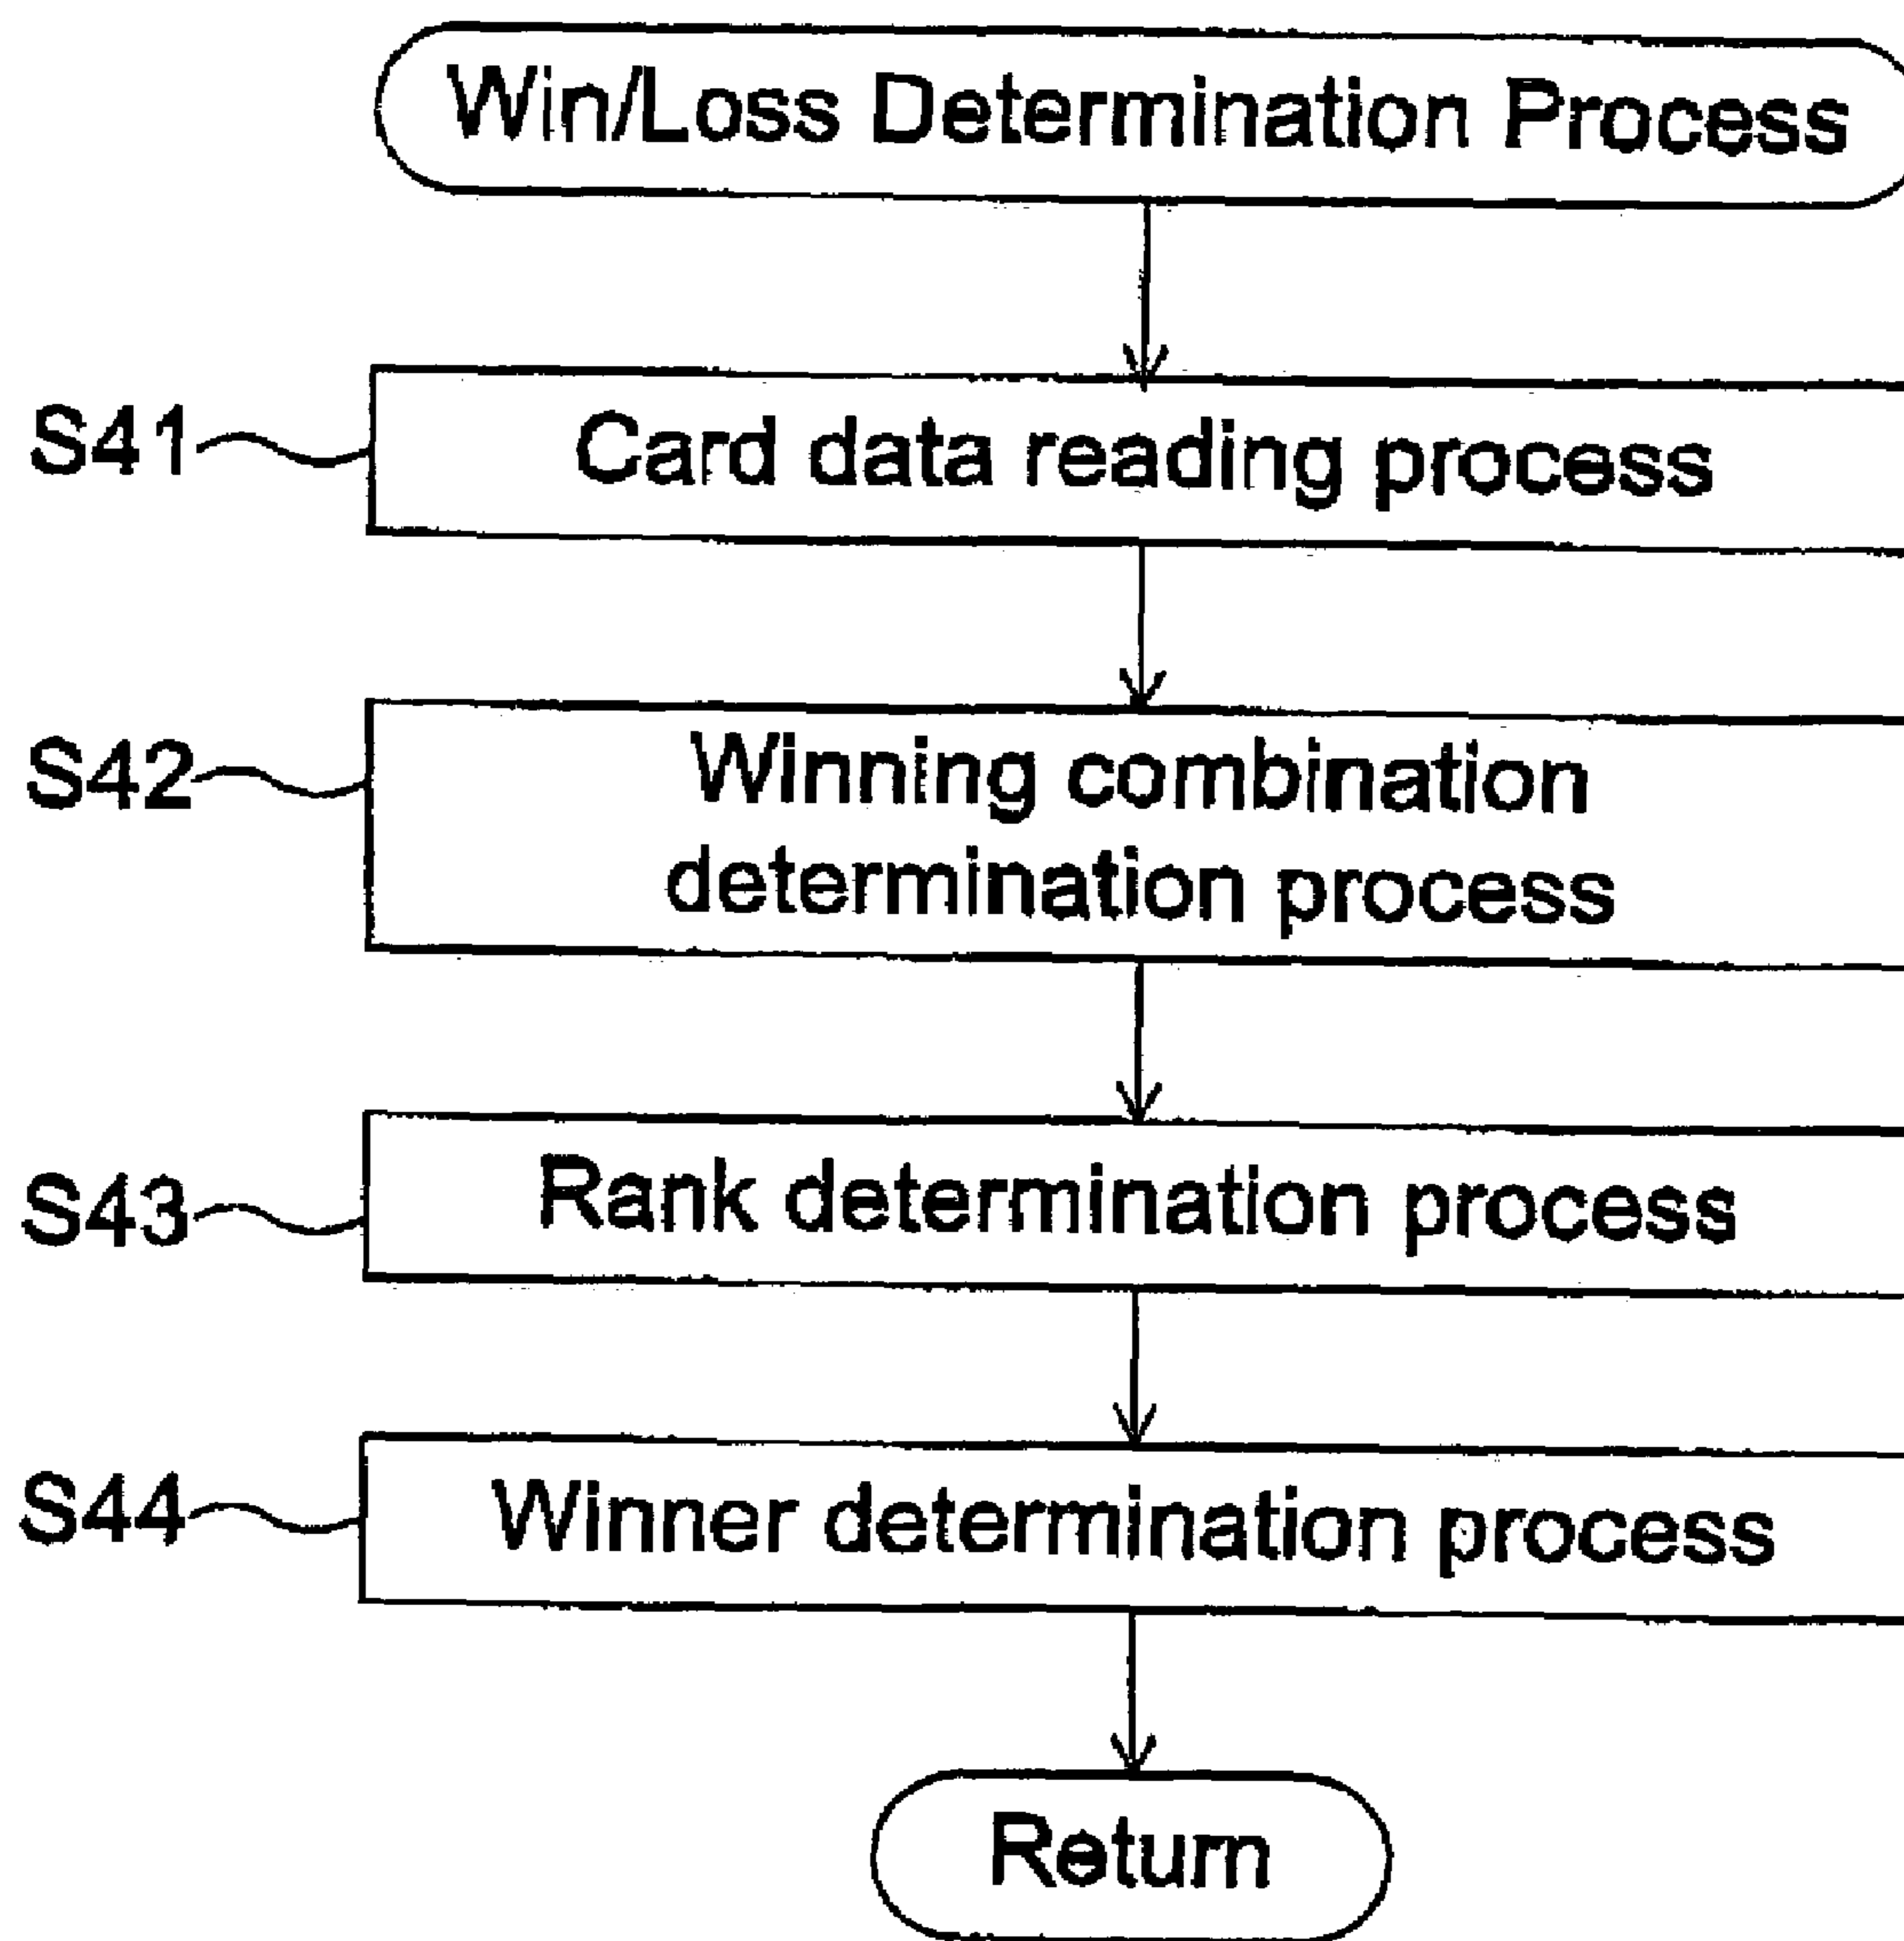 Win/Loss Determination Process
S41
Card data reading process
S42
Winning combination
determination process
S43
Rank determination process
S44
Winner determination process
Return